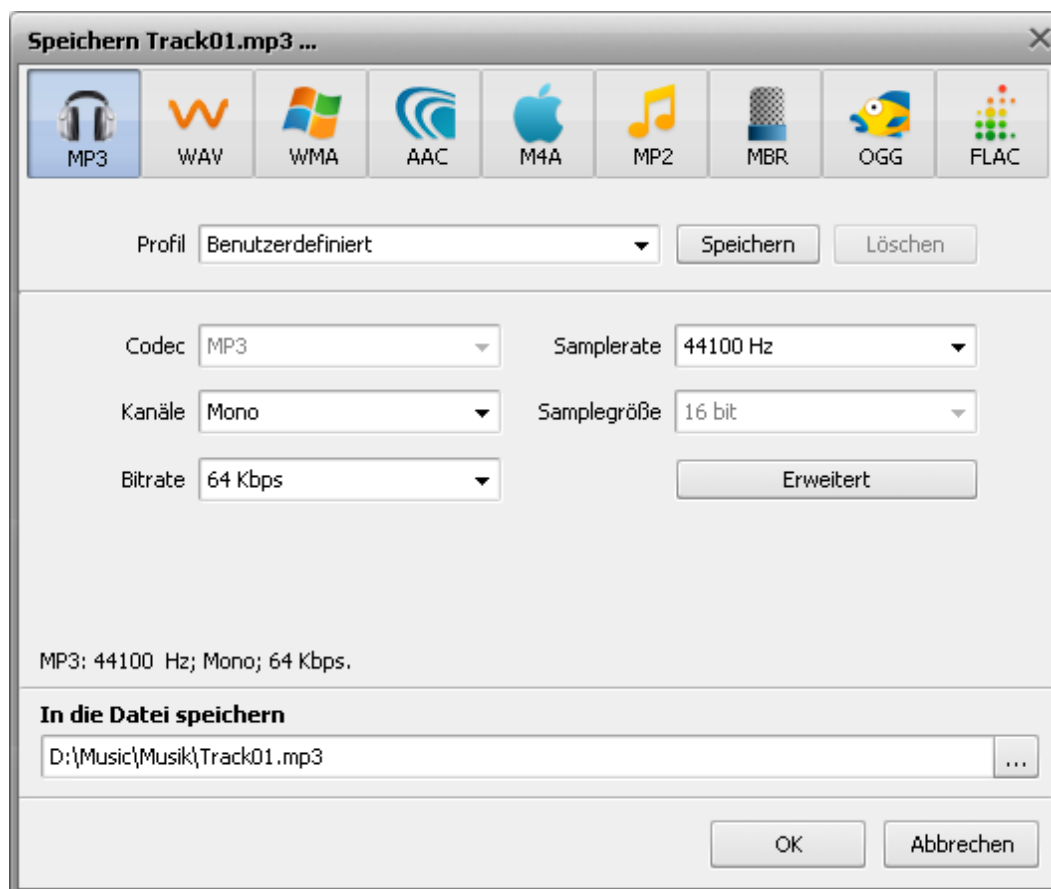 Speichern Track01.mp3 ...
MP3 WAV WMA AAC M4A MP2 MBR OGG FLAC
Profil Benutzerdefiniert Speichern Löschen
Codec MP3 Samplerate 44100 Hz
Kanäle Mono Samplegröße 16 bit
Bitrate 64 Kbps Erweitert
MP3: 44100 Hz; Mono; 64 Kbps.
In die Datei speichern
D:\Music\Musik\Track01.mp3 ...
OK Abbrechen